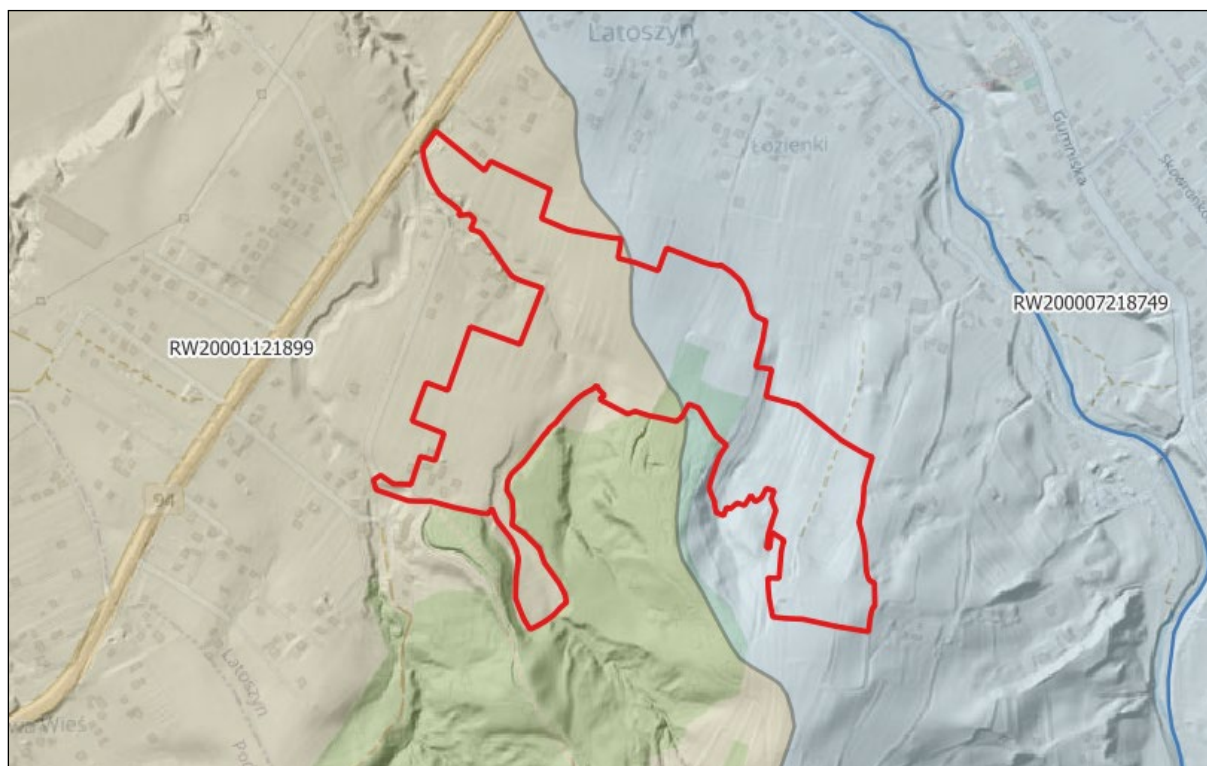 Latoszyn
Łozienki
Gumniska
RW200007218749
RW20001121899
94
Latoszyn